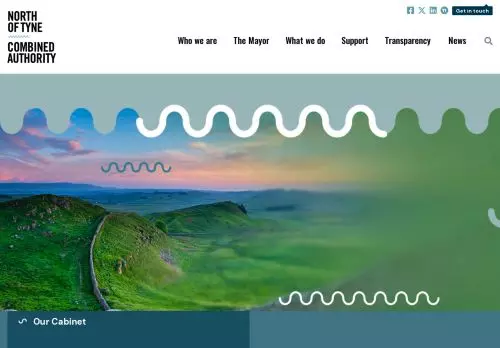 NORTH
OF TYNE
COMBINED
AUTHORITY
Get in touch
Who we are
The Mayor
What we do
Support
Transparency
News
Our Cabinet